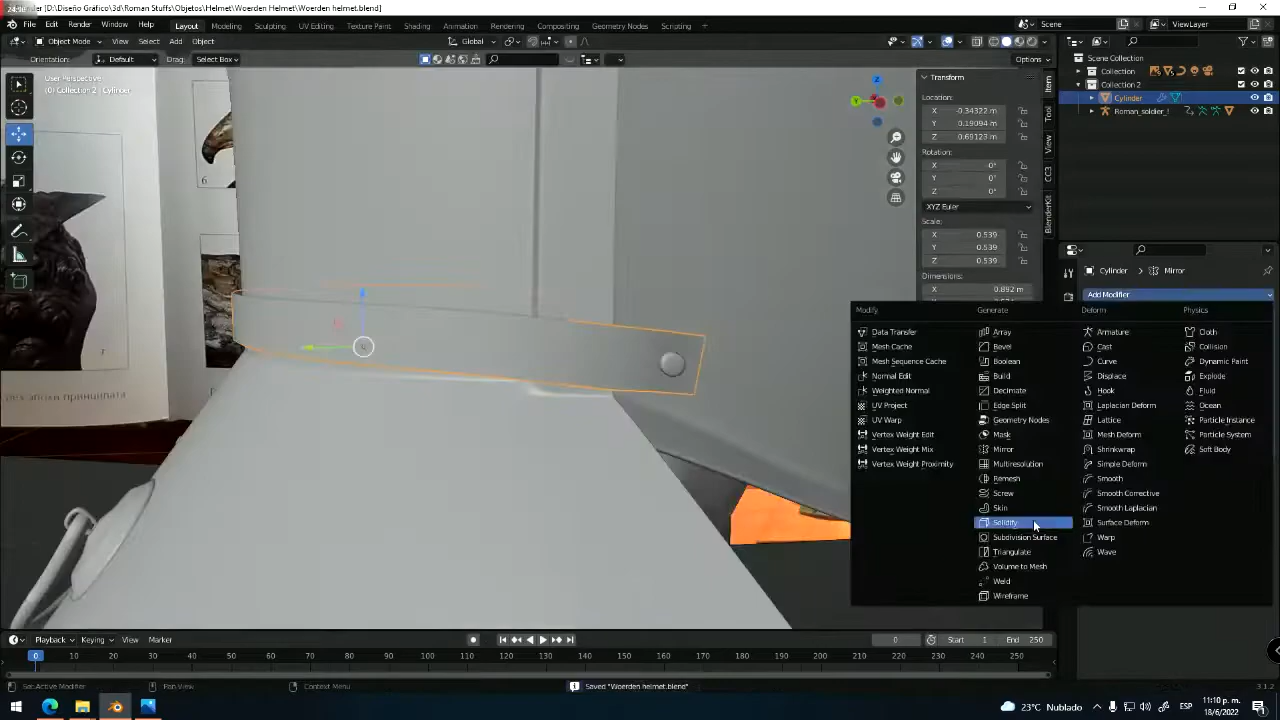 er [D:\Diseño Gráfico\3d\Roman Stuffs\Objetos\Helmet\Woerden Helmet\Woerden helmet.blend]
File Edit Render Window Help Layout Modeling Sculpting UV Editing Texture Paint Shading Animation Rendering Compositing Geometry Nodes Scripting + Scene ViewLayer
Object Mode View Select Add Object Global
Orientation: Default Drag: Select Box Options
User Perspective
(0) Collection 2 | Cylinder
Scene Collection
Collection
Collection 2
Cylinder
Roman_soldier_!
Item
Tool
View
CC3
BlenderKit
Transform
Location:
X -0.34322 m
Y 0.19094 m
Z 0.69123 m
Rotation:
X -0°
Y 0°
Z 0°
XYZ Euler
Scale:
X 0.539
Y 0.539
Z 0.539
Dimensions:
X 0.892 m
Cylinder > Mirror
Add Modifier
Modify
Data Transfer
Mesh Cache
Mesh Sequence Cache
Normal Edit
Weighted Normal
UV Project
UV Warp
Vertex Weight Edit
Vertex Weight Mix
Vertex Weight Proximity
Generate
Array
Bevel
Boolean
Build
Decimate
Edge Split
Geometry Nodes
Mask
Mirror
Multiresolution
Remesh
Screw
Skin
Solidify
Subdivision Surface
Triangulate
Volume to Mesh
Weld
Wireframe
Deform
Armature
Cast
Curve
Displace
Hook
Laplacian Deform
Lattice
Mesh Deform
Shrinkwrap
Simple Deform
Smooth
Smooth Corrective
Smooth Laplacian
Surface Deform
Warp
Wave
Physics
Cloth
Collision
Dynamic Paint
Explode
Fluid
Ocean
Particle Instance
Particle System
Soft Body
6
7
эпохи принципата
Playback Keying View Marker 0 Start 1 End 250
0 10 20 30 40 50 60 70 80 90 100 110 120 130 140 150 160 170 180 190 200 210 220 230 240 250
Set Active Modifier Pan View Context Menu Saved "Woerden helmet.blend" 3.1.2
23°C Nublado ESP 11:10 p. m.
18/6/2022